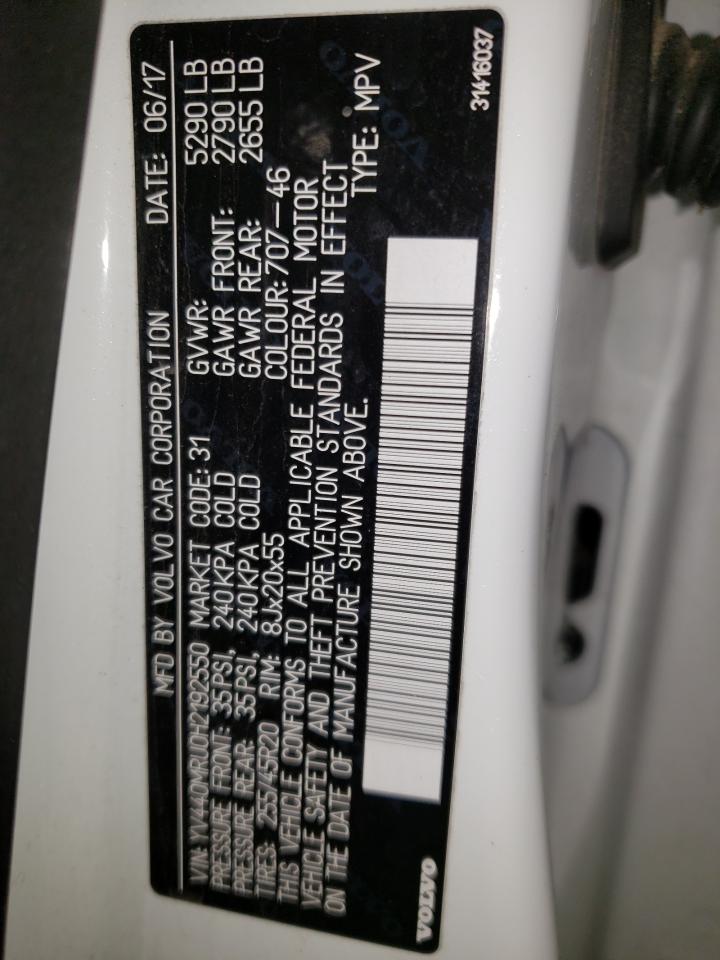 MFD BY VOLVO CAR CORPORATION DATE: 06/17
VIN: YV440MRU0H2192550 MARKET CODE: 31 GVWR: 5290 LB
PRESSURE FRONT: 35PSI, 240KPA COLD GAWR FRONT: 2790 LB
PRESSURE REAR: 35PSI, 240KPA COLD GAWR REAR: 2655 LB
TIRES: 255/45R20 RIM: 8Jx20x55 COLOUR: 707--46
THIS VEHICLE CONFORMS TO ALL APPLICABLE FEDERAL MOTOR
VEHICLE SAFETY AND THEFT PREVENTION STANDARDS IN EFFECT
ON THE DATE OF MANUFACTURE SHOWN ABOVE. TYPE: MPV
VOLVO 31416037